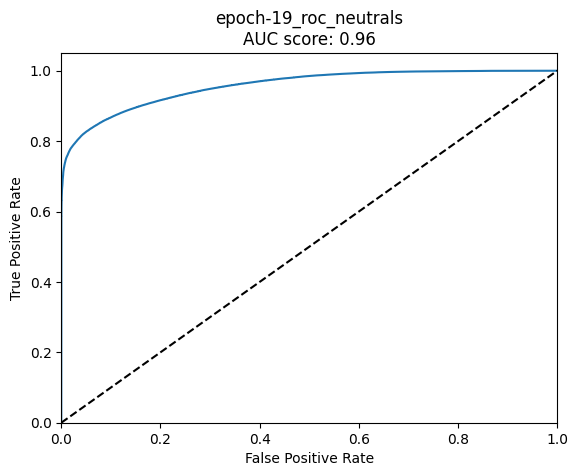 epoch-19_roc_neutrals
AUC score: 0.96
1.0
0.8
0.6
0.4
0.2
0.0
True Positive Rate
0.0 0.2 0.4 0.6 0.8 1.0
False Positive Rate